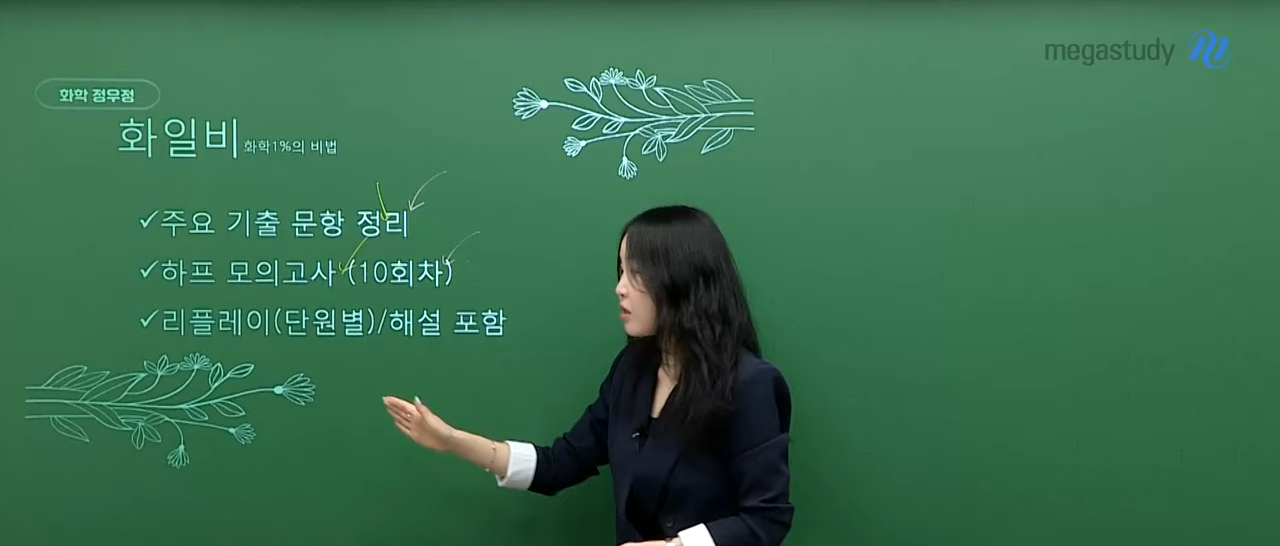 megastudy
화학 정우정
화일비 화학1%의 비법
✓주요 기출 문항 정리
✓하프 모의고사 (10회차)
✓리플레이(단원별)/해설 포함